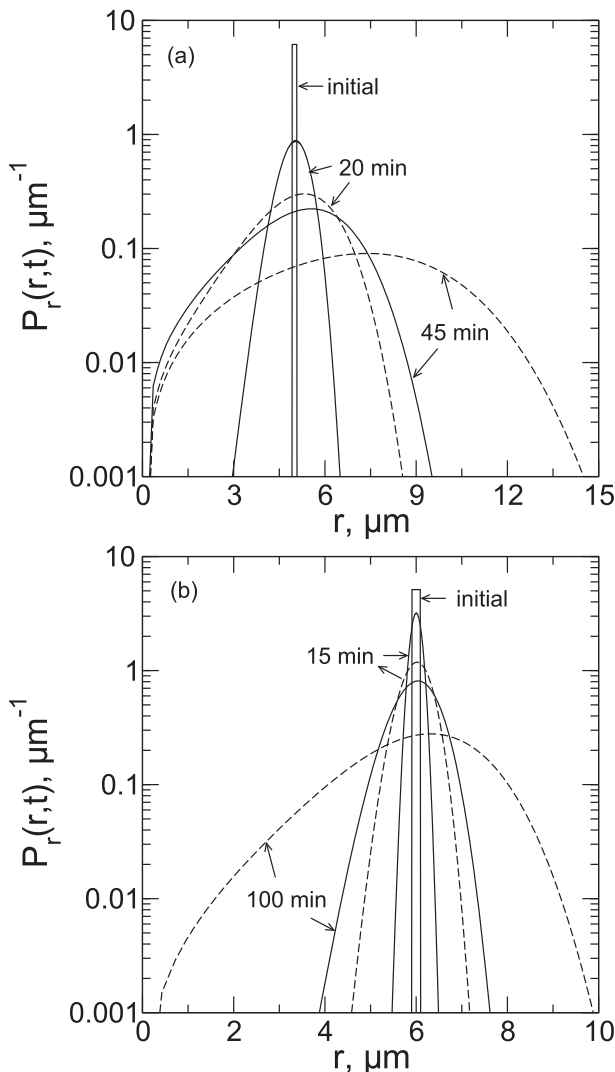 10
1
0.1
0.01
0.001
P_r(r,t), µm⁻¹
(a)
initial
20 min
45 min
0 3 6 9 12 15
r, µm
10
1
0.1
0.01
0.001
P_r(r,t), µm⁻¹
(b)
initial
15 min
100 min
0 2 4 6 8 10
r, µm